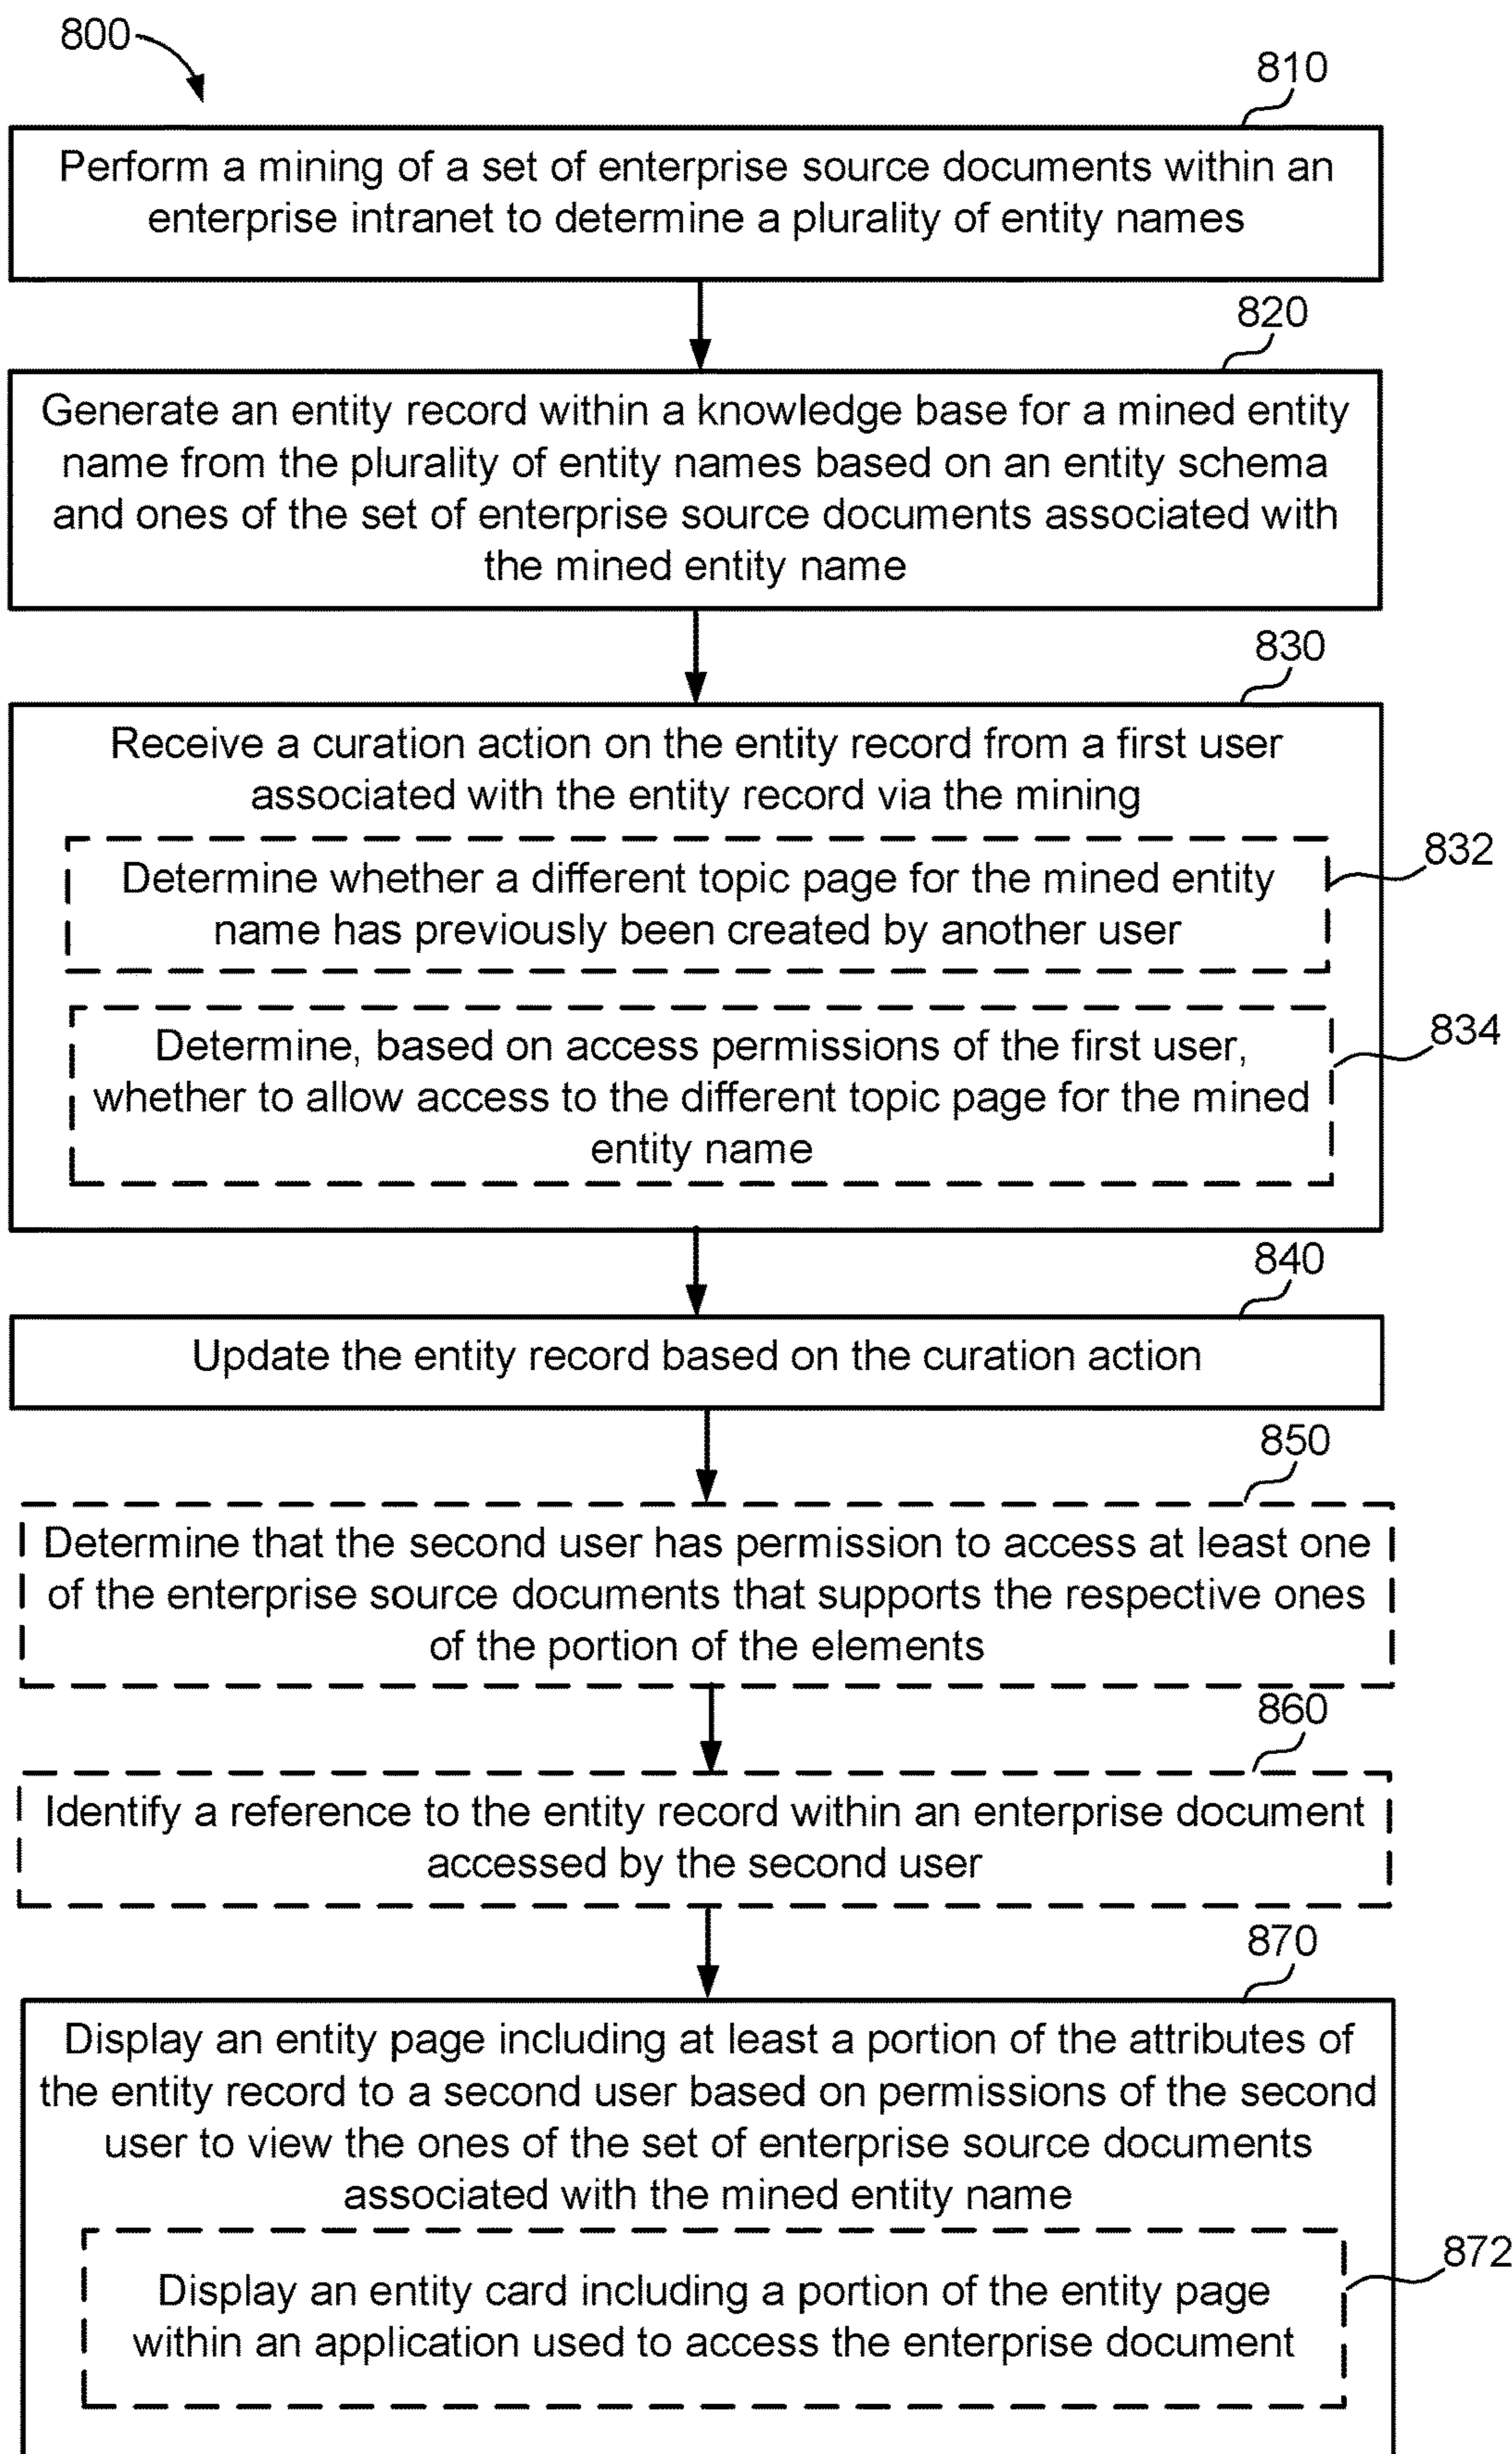 800
810
Perform a mining of a set of enterprise source documents within an
enterprise intranet to determine a plurality of entity names
820
Generate an entity record within a knowledge base for a mined entity
name from the plurality of entity names based on an entity schema
and ones of the set of enterprise source documents associated with
the mined entity name
830
Receive a curation action on the entity record from a first user
associated with the entity record via the mining
832
Determine whether a different topic page for the mined entity
name has previously been created by another user
834
Determine, based on access permissions of the first user,
whether to allow access to the different topic page for the mined
entity name
840
Update the entity record based on the curation action
850
Determine that the second user has permission to access at least one
of the enterprise source documents that supports the respective ones
of the portion of the elements
860
Identify a reference to the entity record within an enterprise document
accessed by the second user
870
Display an entity page including at least a portion of the attributes of
the entity record to a second user based on permissions of the second
user to view the ones of the set of enterprise source documents
associated with the mined entity name
872
Display an entity card including a portion of the entity page
within an application used to access the enterprise document